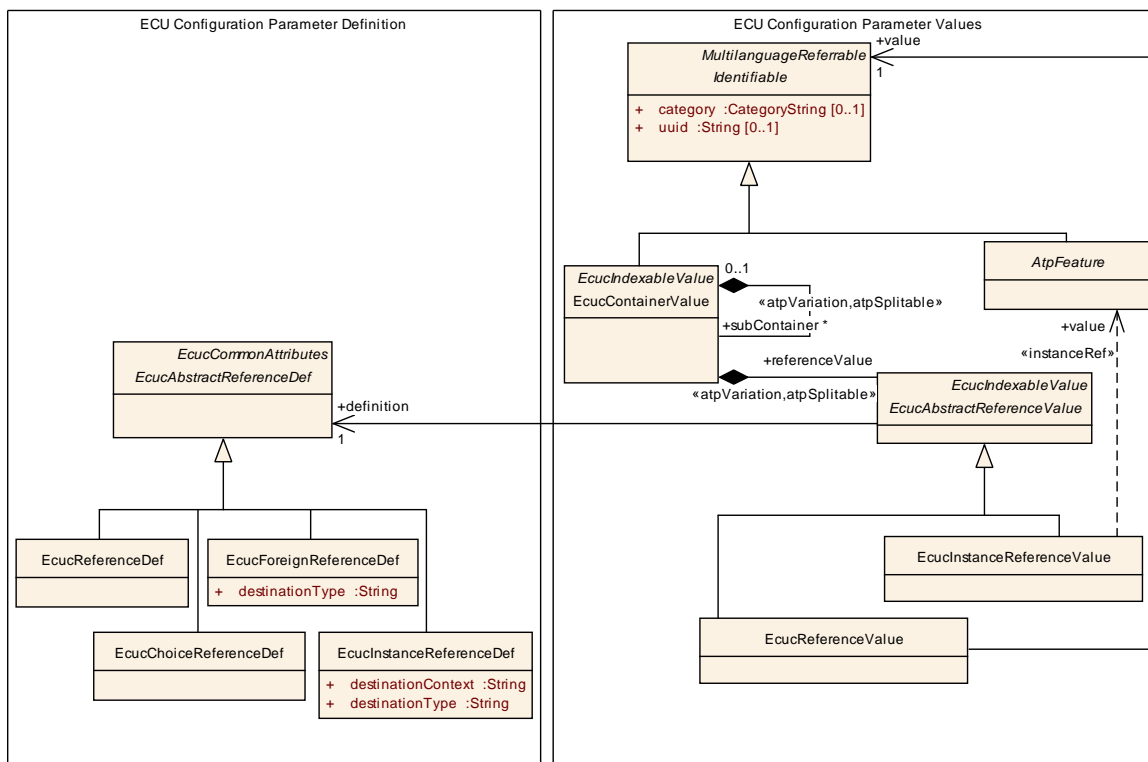 ECU Configuration Parameter Definition
ECU Configuration Parameter Values
+value
1
MultilanguageReferrable
Identifiable
+ category :CategoryString [0..1]
+ uuid :String [0..1]
AtpFeature
EcucIndexableValue
EcucContainerValue
0..1
«atpVariation,atpSplitable»
+subContainer *
+value
«instanceRef»
+referenceValue
«atpVariation,atpSplitable»
EcucIndexableValue
EcucAbstractReferenceValue
EcucCommonAttributes
EcucAbstractReferenceDef
+definition
1
EcucReferenceDef
EcucForeignReferenceDef
+ destinationType :String
EcucInstanceReferenceValue
EcucChoiceReferenceDef
EcucInstanceReferenceDef
+ destinationContext :String
+ destinationType :String
EcucReferenceValue